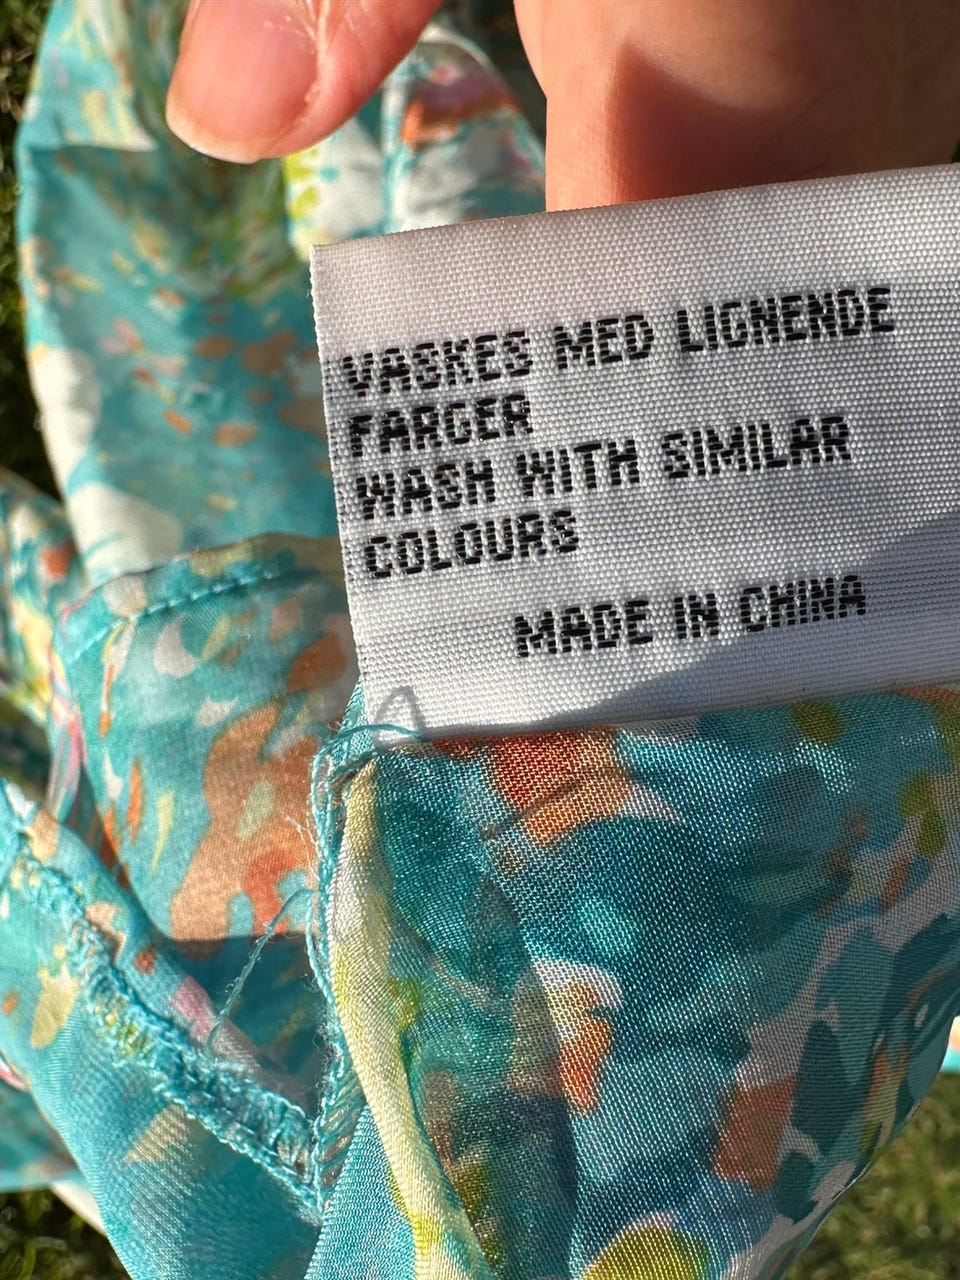 VASKES MED LIGNENDE
FARGER
WASH WITH SIMILAR
COLOURS
MADE IN CHINA